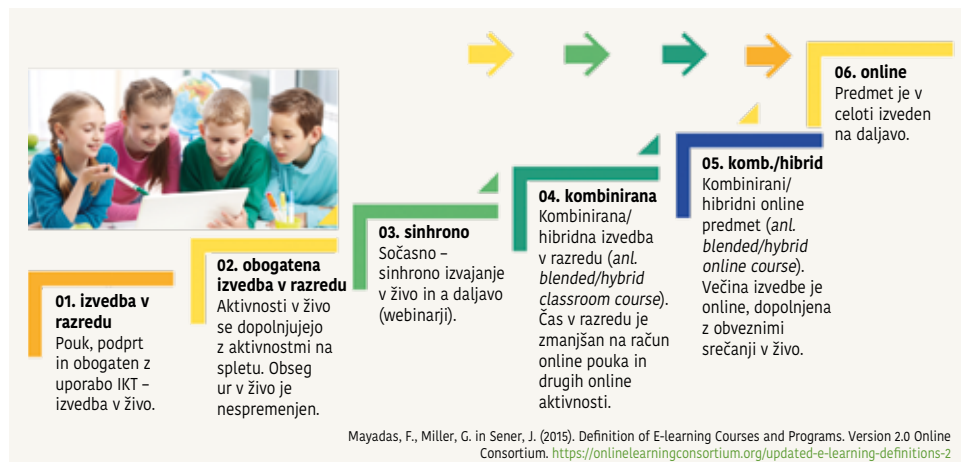 01. izvedba v
razredu
Pouk, podprt
in obogaten z
uporabo IKT –
izvedba v živo.
02. obogatena
izvedba v razredu
Aktivnosti v živo
se dopolnjujejo
z aktivnostmi na
spletu. Obseg
ur v živo je
nespremenjen.
03. sinhrono
Sočasno –
sinhrono izvajanje
v živo in a daljavo
(webinarji).
04. kombinirana
Kombinirana/
hibridna izvedba
v razredu (anl.
blended/hybrid
classroom course).
Čas v razredu je
zmanjšan na račun
online pouka in
drugih online
aktivnosti.
05. komb./hibrid
Kombinirani/
hibridni online
predmet (anl.
blended/hybrid
online course).
Večina izvedbe je
online, dopolnjena
z obveznimi
srečanji v živo.
06. online
Predmet je v
celoti izveden
na daljavo.
Mayadas, F., Miller, G. in Sener, J. (2015). Definition of E-learning Courses and Programs. Version 2.0 Online
Consortium. https://onlinelearningconsortium.org/updated-e-learning-definitions-2